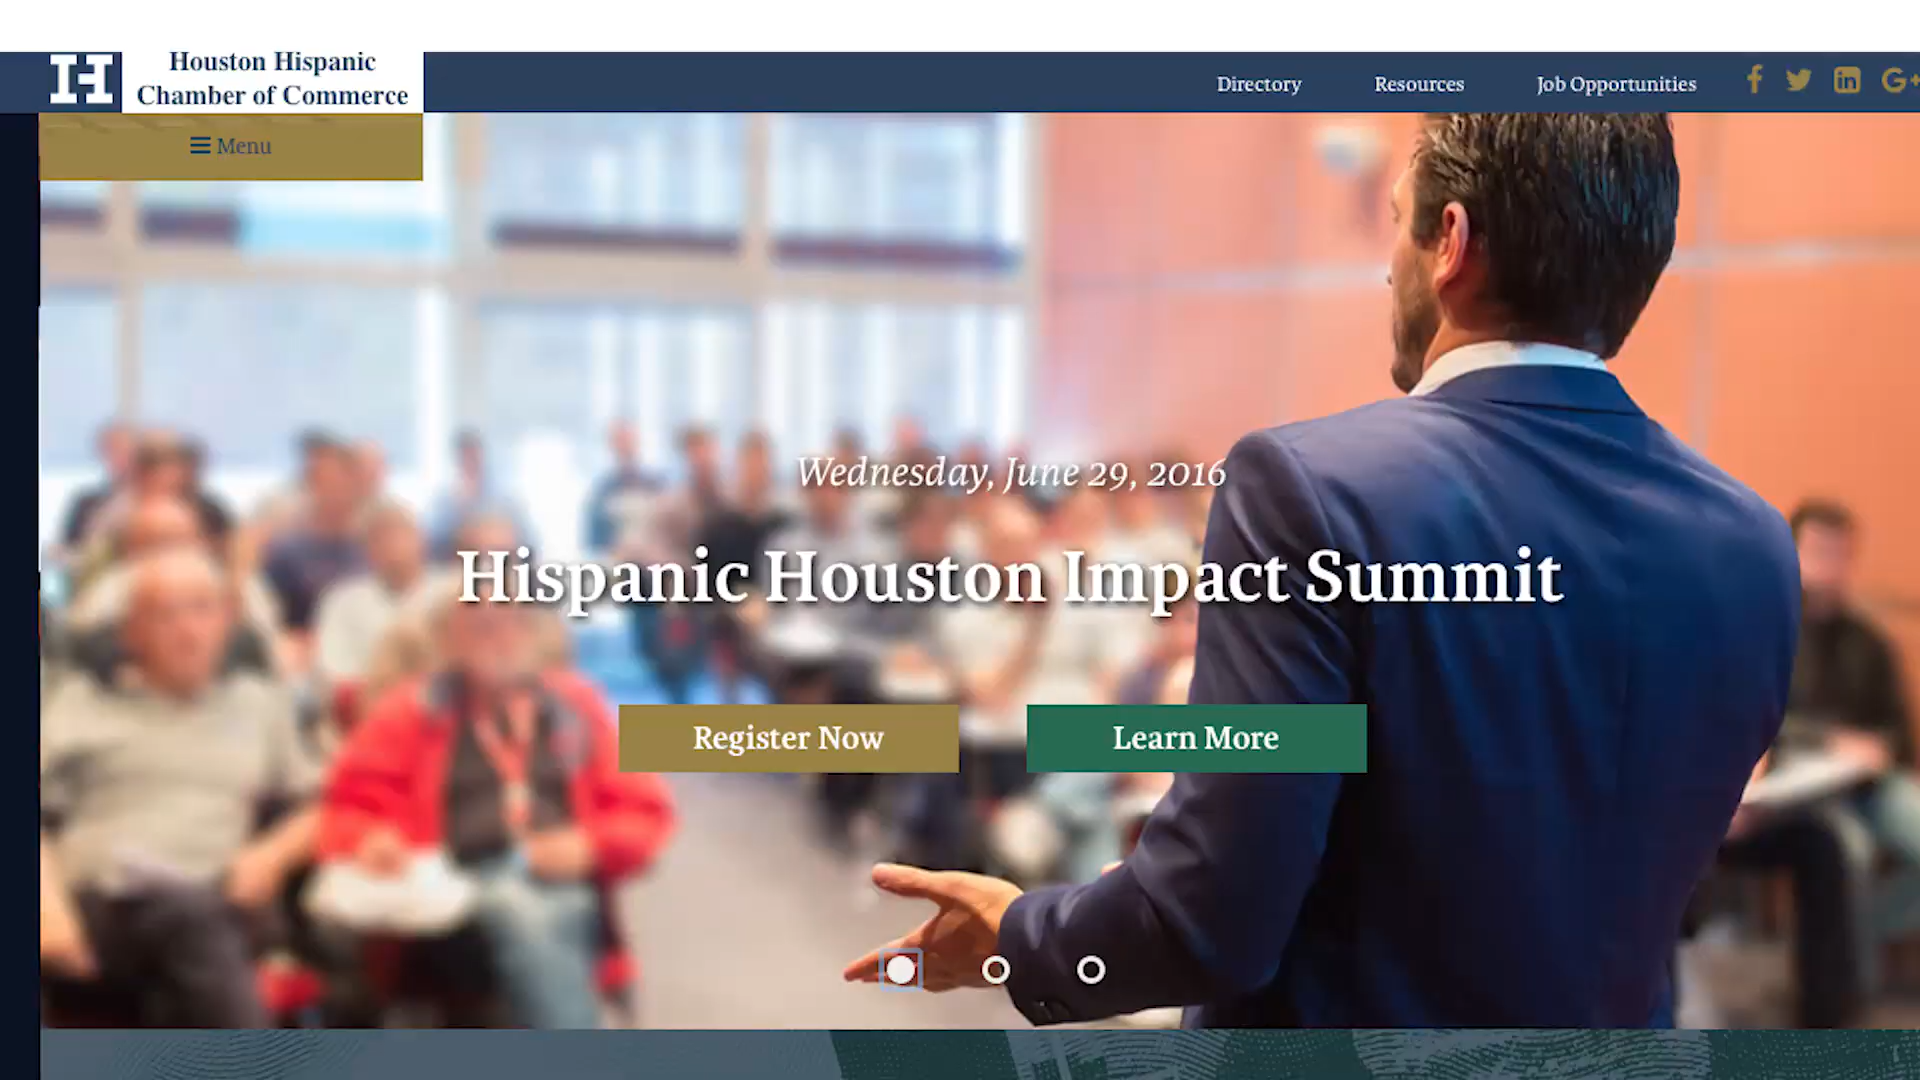 Houston Hispanic
Chamber of Commerce
Directory
Resources
Job Opportunities
Menu
Wednesday, June 29, 2016
Hispanic Houston Impact Summit
Register Now
Learn More